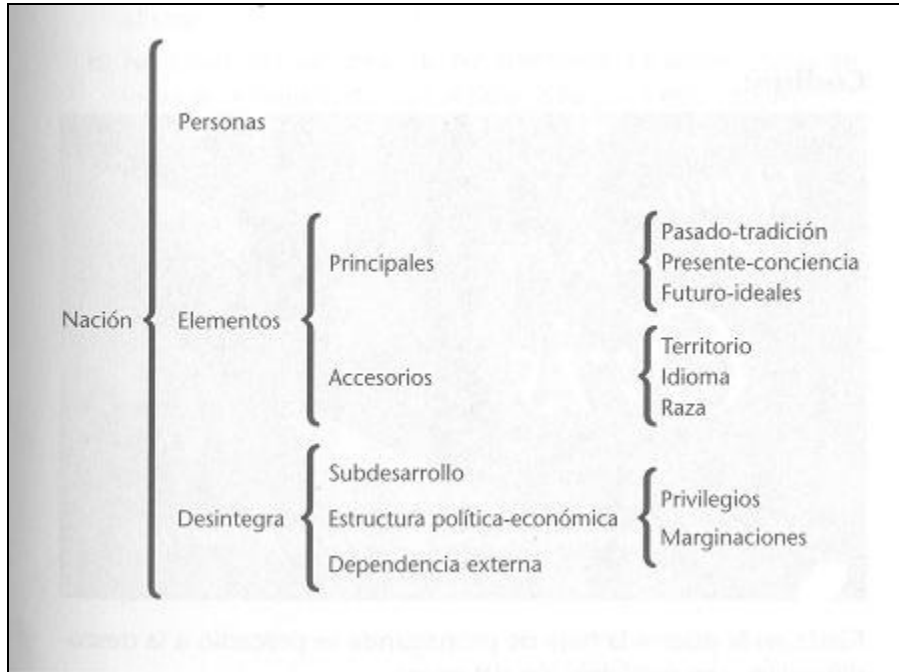 Personas
Principales
Pasado-tradición
Presente-conciencia
Futuro-ideales
Nación
Elementos
Accesorios
Territorio
Idioma
Raza
Desintegra
Subdesarrollo
Estructura política-económica
Dependencia externa
Privilegios
Marginaciones